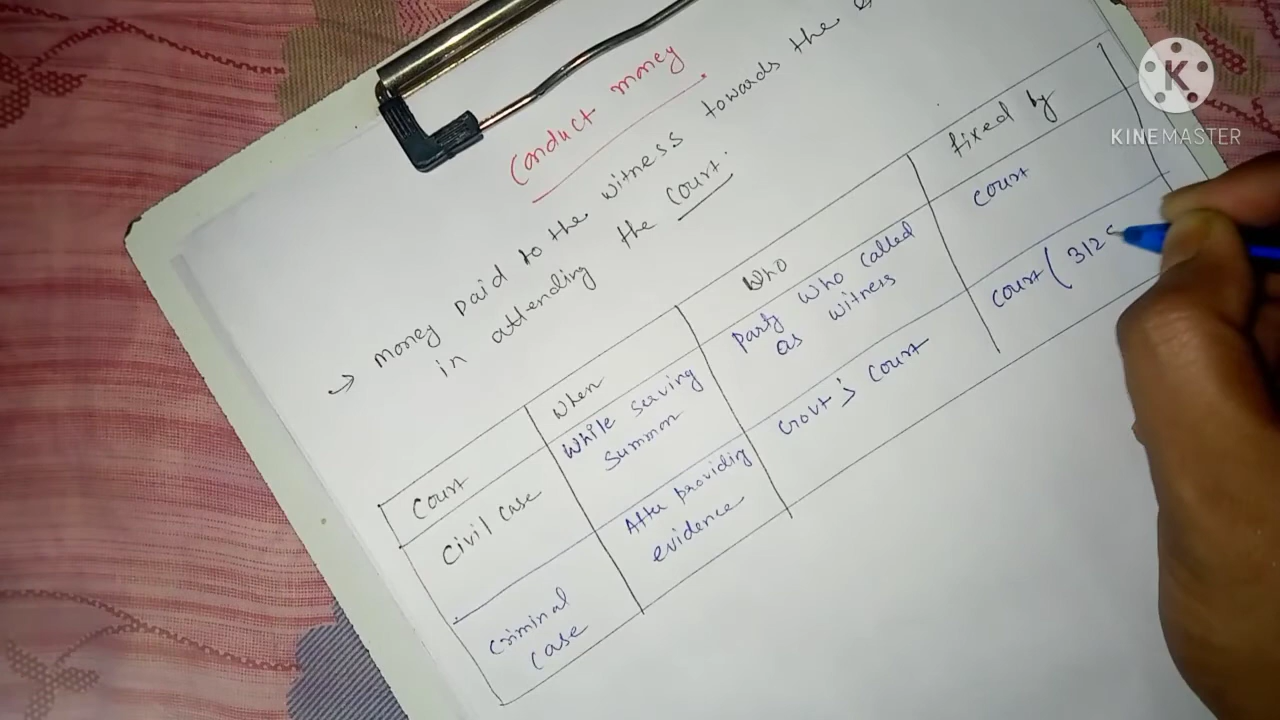 Conduct money
→ money paid to the witness towards the
in attending the Court.
Court
When
Who
fixed by
Civil case
While serving
summon
Party who called
as witness
court
Criminal
case
After providing
evidence
Govt's court
court ( 312
KINEMASTER